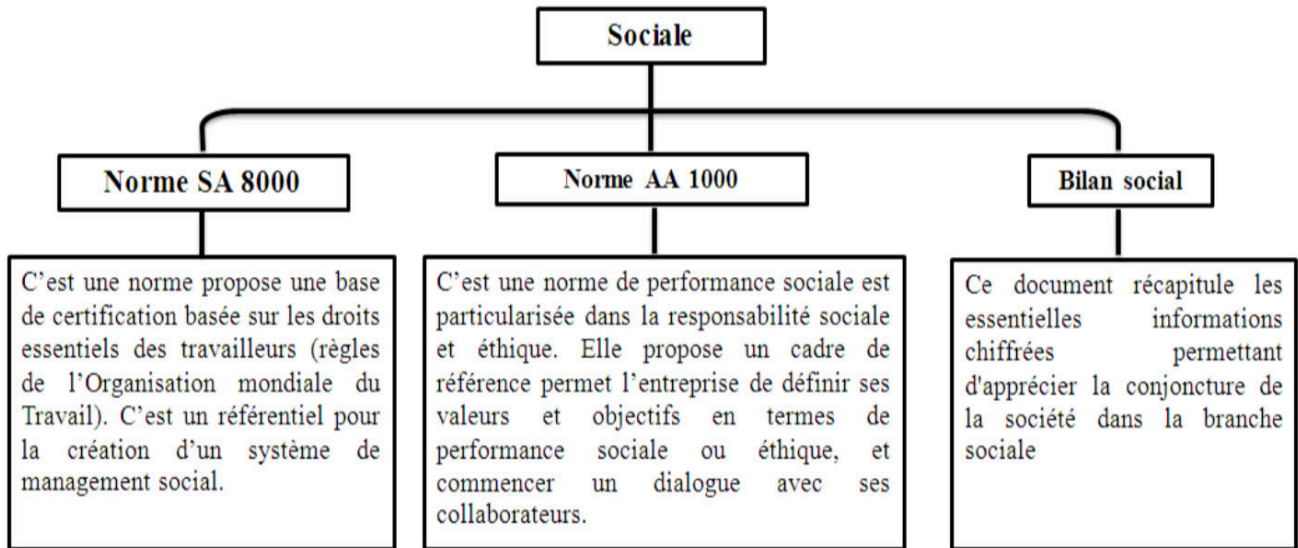 Sociale
Norme SA 8000
Norme AA 1000
Bilan social
C’est une norme propose une base
de certification basée sur les droits
essentiels des travailleurs (règles
de l’Organisation mondiale du
Travail). C’est un référentiel pour
la création d’un système de
management social.
C’est une norme de performance sociale est
particularisée dans la responsabilité sociale
et éthique. Elle propose un cadre de
référence permet l’entreprise de définir ses
valeurs et objectifs en termes de
performance sociale ou éthique, et
commencer un dialogue avec ses
collaborateurs.
Ce document récapitule les
essentielles informations
chiffrées permettant
d'apprécier la conjoncture de
la société dans la branche
sociale